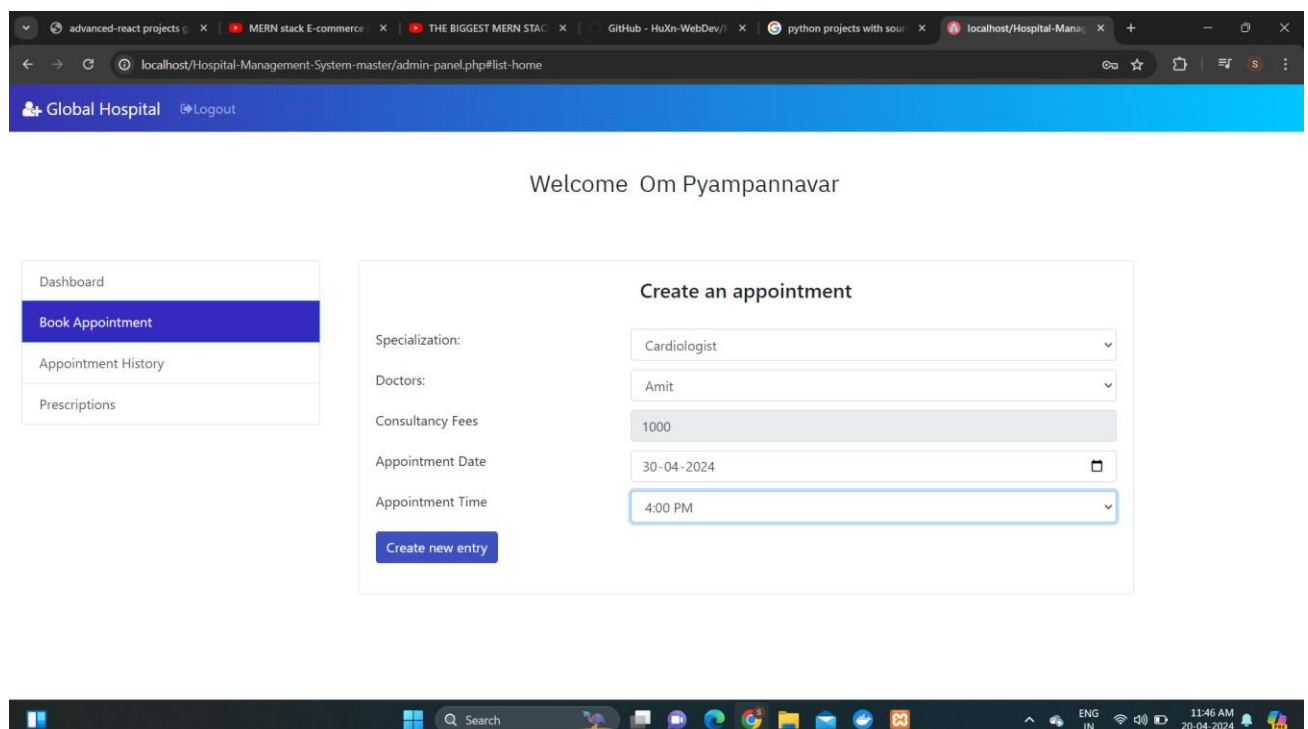 advanced-react projects g
MERN stack E-commerce
THE BIGGEST MERN STAC
GitHub - HuXn-WebDev/
python projects with sour
localhost/Hospital-Manag
localhost/Hospital-Management-System-master/admin-panel.php#list-home
S
Global Hospital
Logout
Welcome Om Pyampannavar
Dashboard
Book Appointment
Appointment History
Prescriptions
Create an appointment
Specialization:
Cardiologist
Doctors:
Amit
Consultancy Fees
1000
Appointment Date
30-04-2024
Appointment Time
4:00 PM
Create new entry
Search
ENG
IN
11:46 AM
20-04-2024